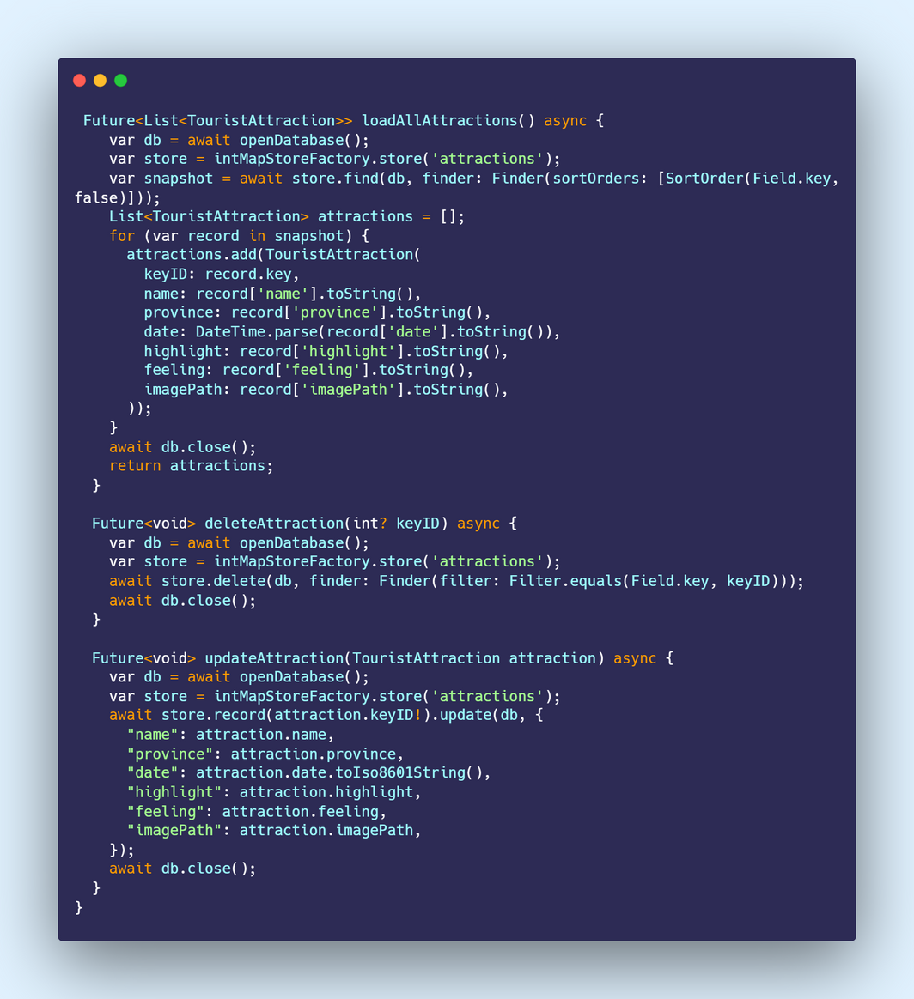 Future<List<TouristAttraction>> loadAllAttractions() async {
    var db = await openDatabase();
    var store = intMapStoreFactory.store('attractions');
    var snapshot = await store.find(db, finder: Finder(sortOrders: [SortOrder(Field.key,
false)]));
    List<TouristAttraction> attractions = [];
    for (var record in snapshot) {
      attractions.add(TouristAttraction(
        keyID: record.key,
        name: record['name'].toString(),
        province: record['province'].toString(),
        date: DateTime.parse(record['date'].toString()),
        highlight: record['highlight'].toString(),
        feeling: record['feeling'].toString(),
        imagePath: record['imagePath'].toString(),
      ));
    }
    await db.close();
    return attractions;
  }

  Future<void> deleteAttraction(int? keyID) async {
    var db = await openDatabase();
    var store = intMapStoreFactory.store('attractions');
    await store.delete(db, finder: Finder(filter: Filter.equals(Field.key, keyID)));
    await db.close();
  }

  Future<void> updateAttraction(TouristAttraction attraction) async {
    var db = await openDatabase();
    var store = intMapStoreFactory.store('attractions');
    await store.record(attraction.keyID!).update(db, {
      "name": attraction.name,
      "province": attraction.province,
      "date": attraction.date.toIso8601String(),
      "highlight": attraction.highlight,
      "feeling": attraction.feeling,
      "imagePath": attraction.imagePath,
    });
    await db.close();
  }
}